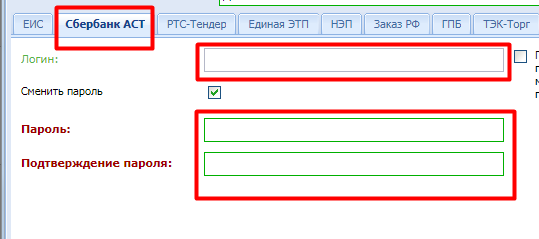 ЕИС Сбербанк АСТ РТС-Тендер Единая ЭТП НЭП Заказ РФ ГПБ ТЭК-Торг
Логин:
Сменить пароль
Пароль:
Подтверждение пароля: